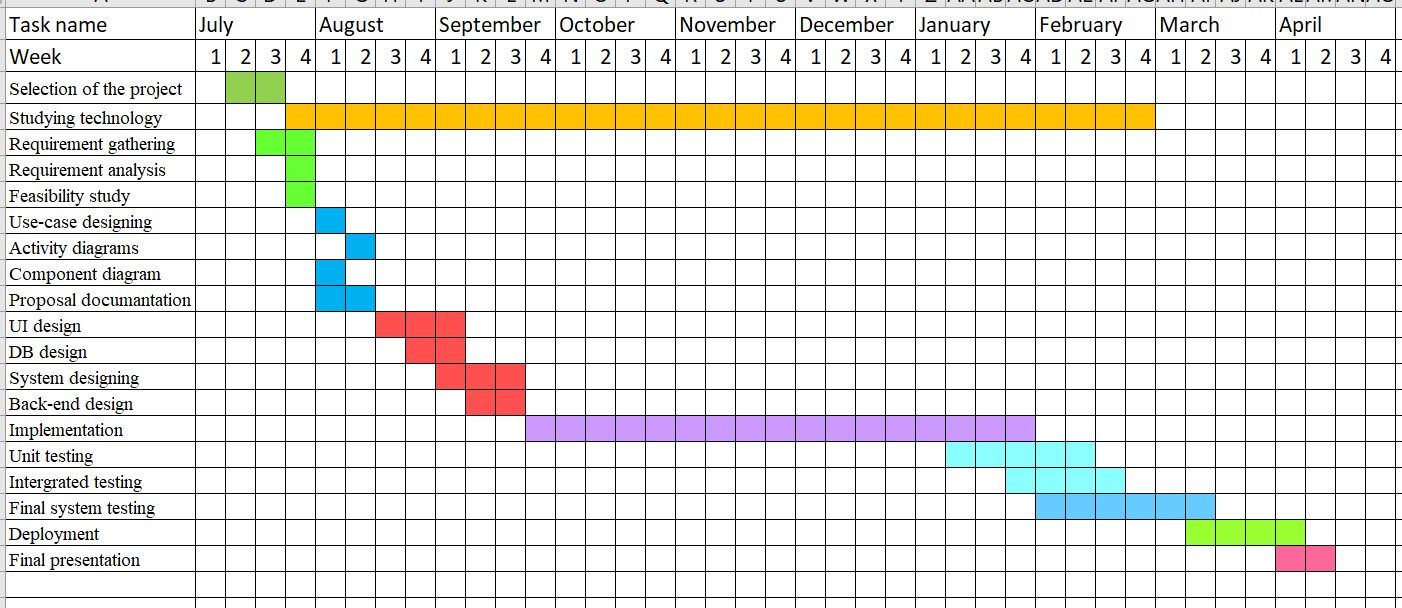 Task name July August September October November December January February March April
Week 1 2 3 4 1 2 3 4 1 2 3 4 1 2 3 4 1 2 3 4 1 2 3 4 1 2 3 4 1 2 3 4 1 2 3 4 1 2 3 4
Selection of the project
Studying technology
Requirement gathering
Requirement analysis
Feasibility study
Use-case designing
Activity diagrams
Component diagram
Proposal documantation
UI design
DB design
System designing
Back-end design
Implementation
Unit testing
Intergrated testing
Final system testing
Deployment
Final presentation